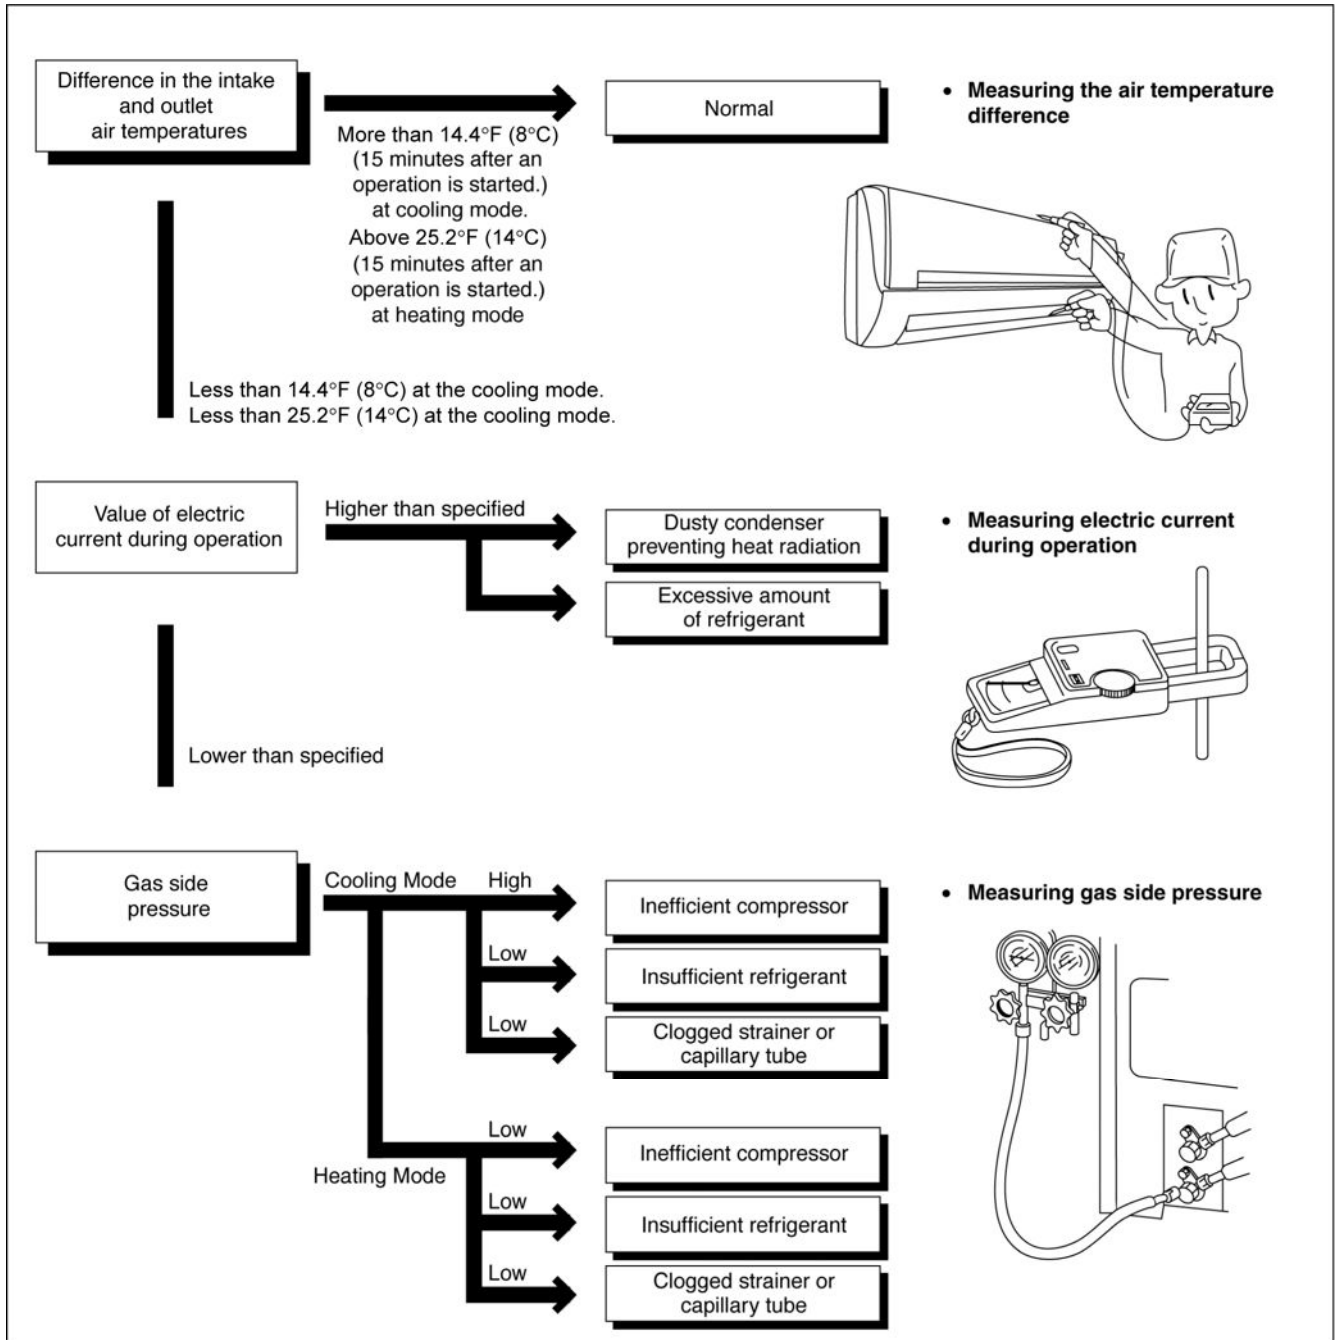 Difference in the intake
and outlet
air temperatures
More than 14.4°F (8°C)
(15 minutes after an
operation is started.)
at cooling mode.
Above 25.2°F (14°C)
(15 minutes after an
operation is started.)
at heating mode
Normal
• Measuring the air temperature
difference
Less than 14.4°F (8°C) at the cooling mode.
Less than 25.2°F (14°C) at the cooling mode.
Value of electric
current during operation
Higher than specified
Dusty condenser
preventing heat radiation
Excessive amount
of refrigerant
• Measuring electric current
during operation
Lower than specified
Gas side
pressure
Cooling Mode
High
Inefficient compressor
Low
Insufficient refrigerant
Low
Clogged strainer or
capillary tube
• Measuring gas side pressure
Heating Mode
Low
Inefficient compressor
Low
Insufficient refrigerant
Low
Clogged strainer or
capillary tube